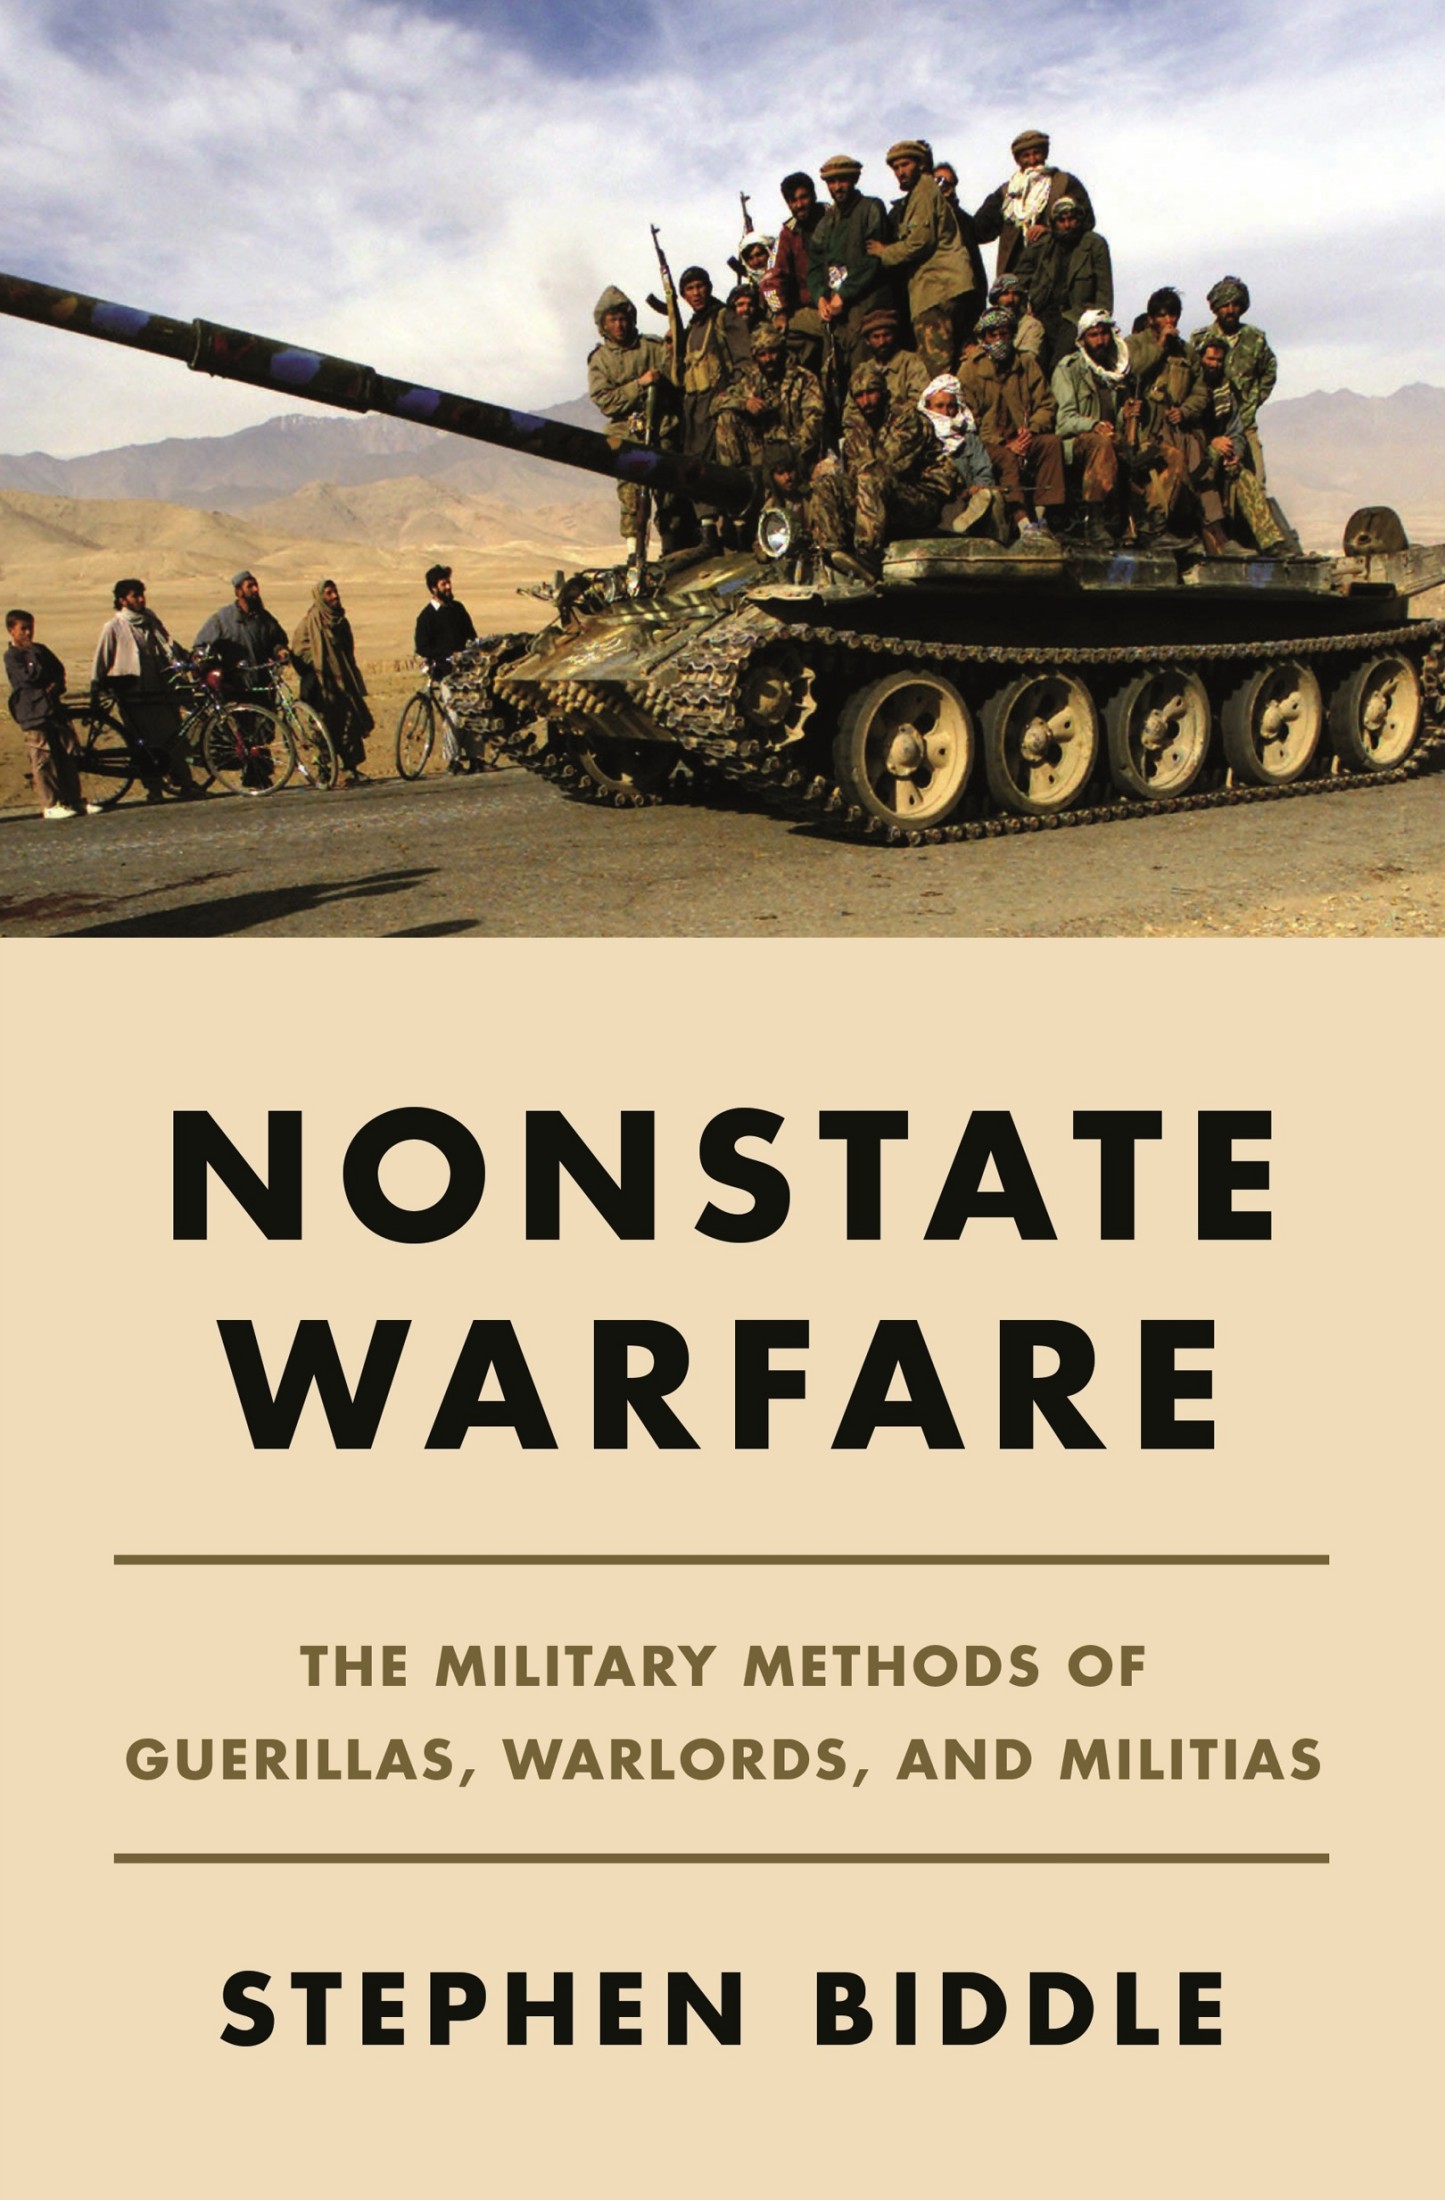 NONSTATE
WARFARE
THE MILITARY METHODS OF
GUERILLAS, WARLORDS, AND MILITIAS
STEPHEN BIDDLE